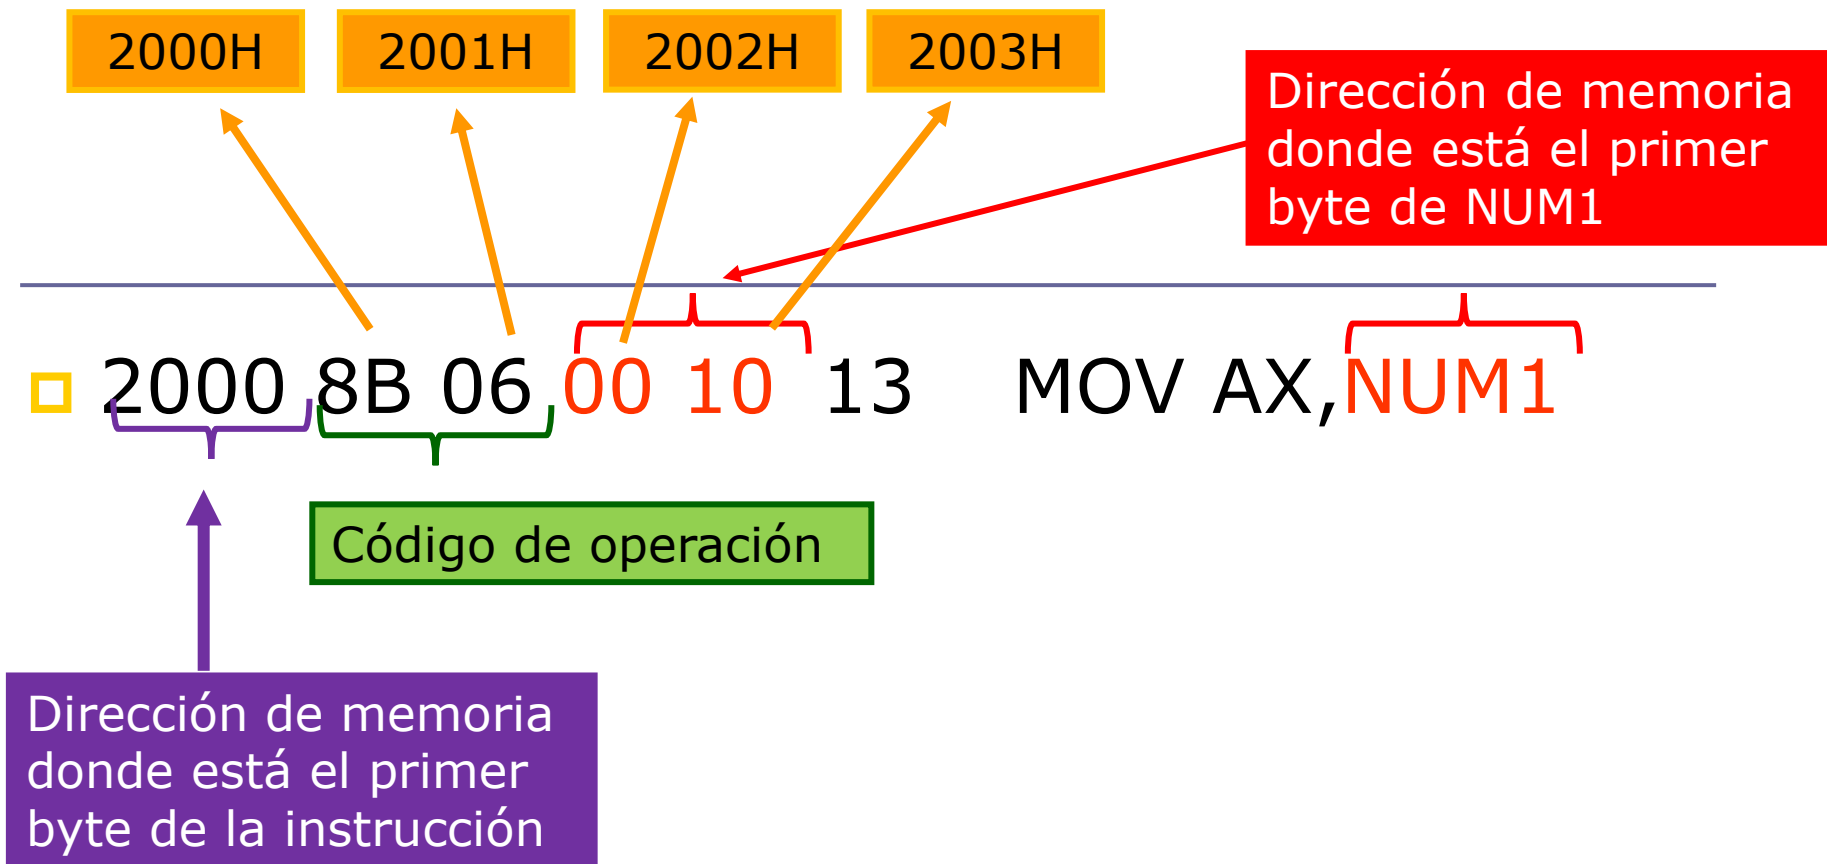 2000H 2001H 2002H 2003H
Dirección de memoria
donde está el primer
byte de NUM1
2000 8B 06 00 10 13 MOV AX,NUM1
Código de operación
Dirección de memoria
donde está el primer
byte de la instrucción